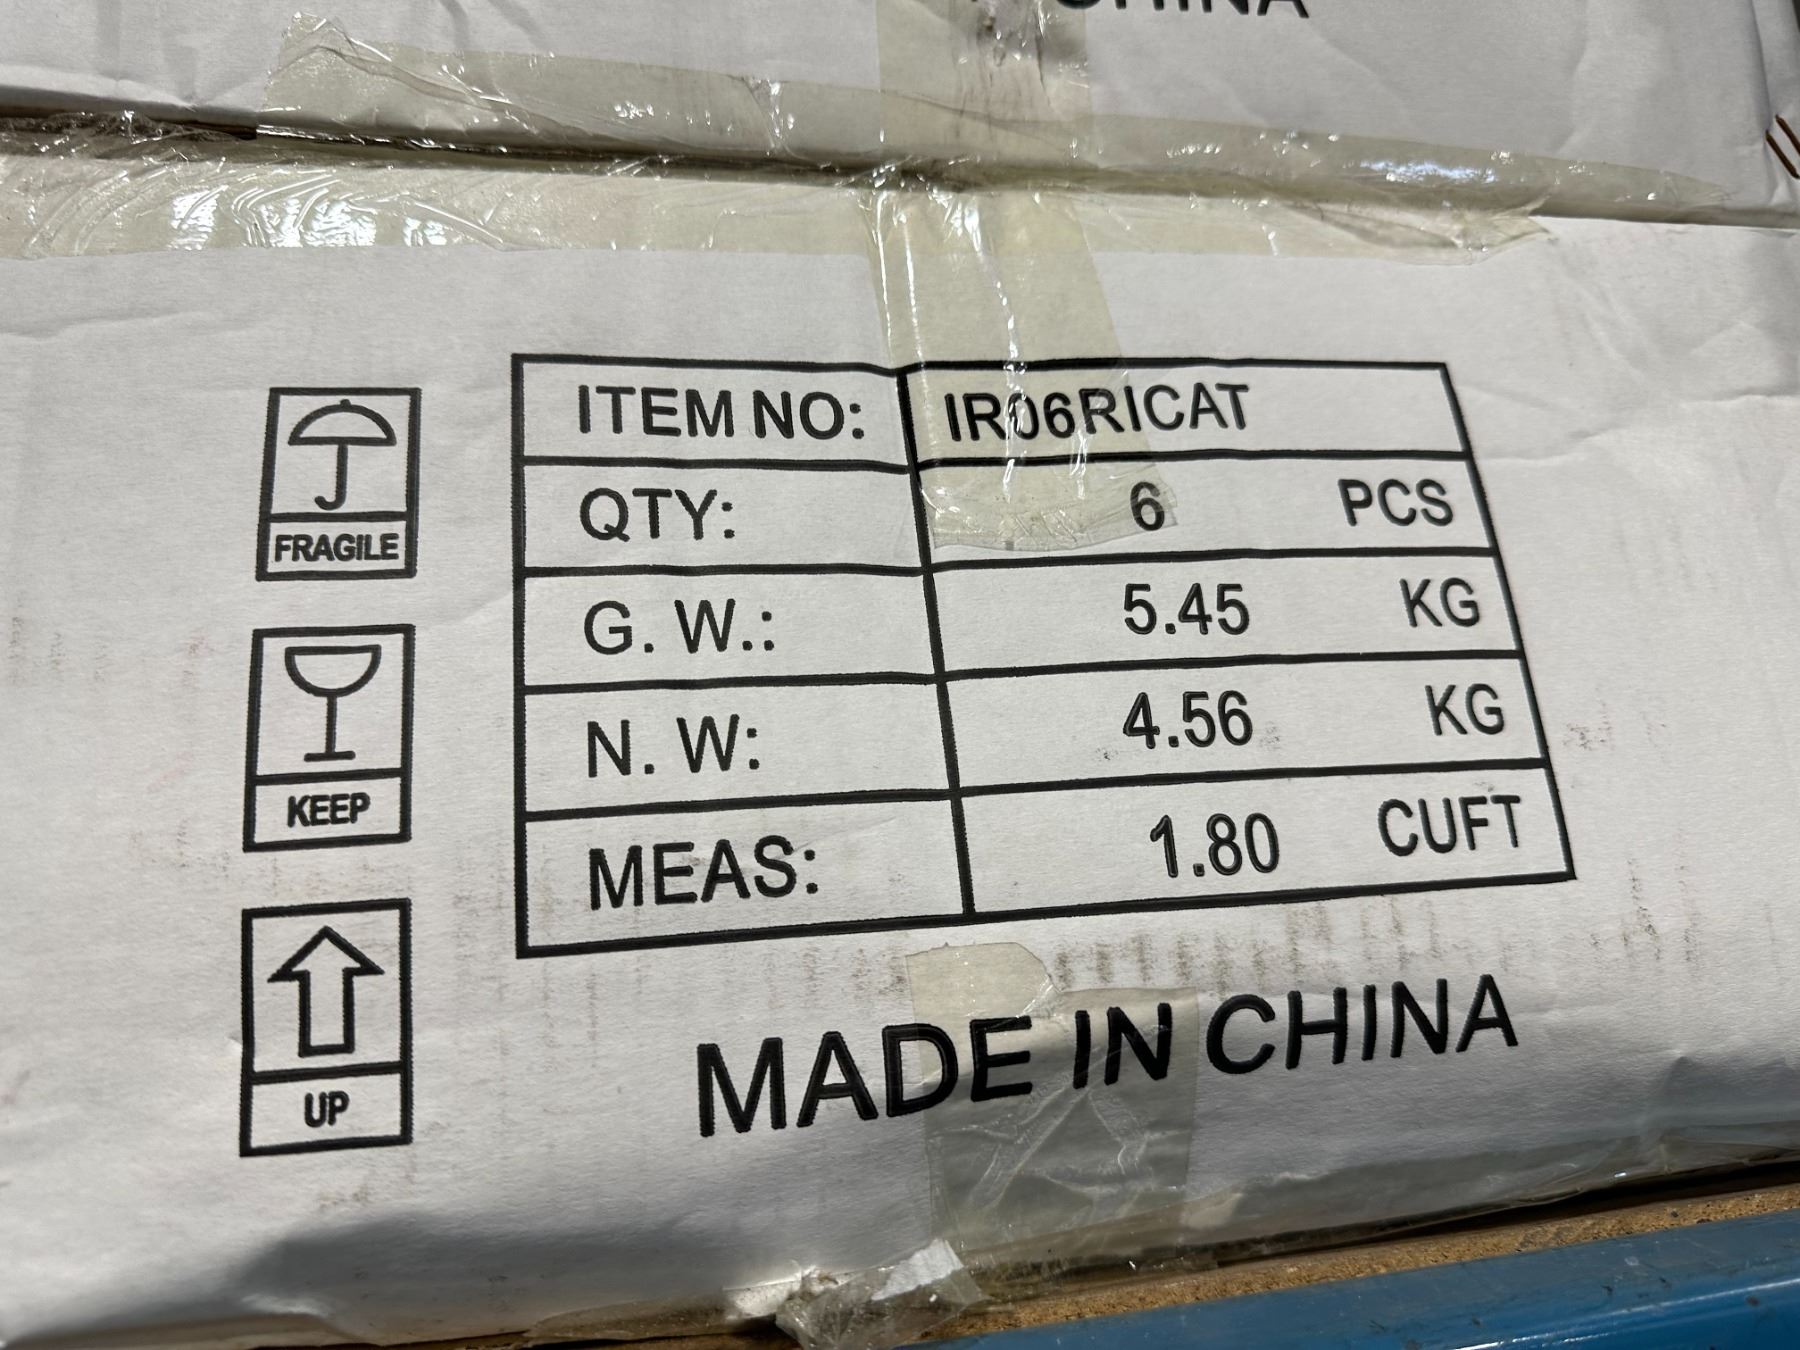 CHINA
ITEM NO: IR06RICAT
QTY: 6 PCS
G. W.: 5.45 KG
N. W: 4.56 KG
MEAS: 1.80 CUFT
FRAGILE
KEEP
UP
MADE IN CHINA